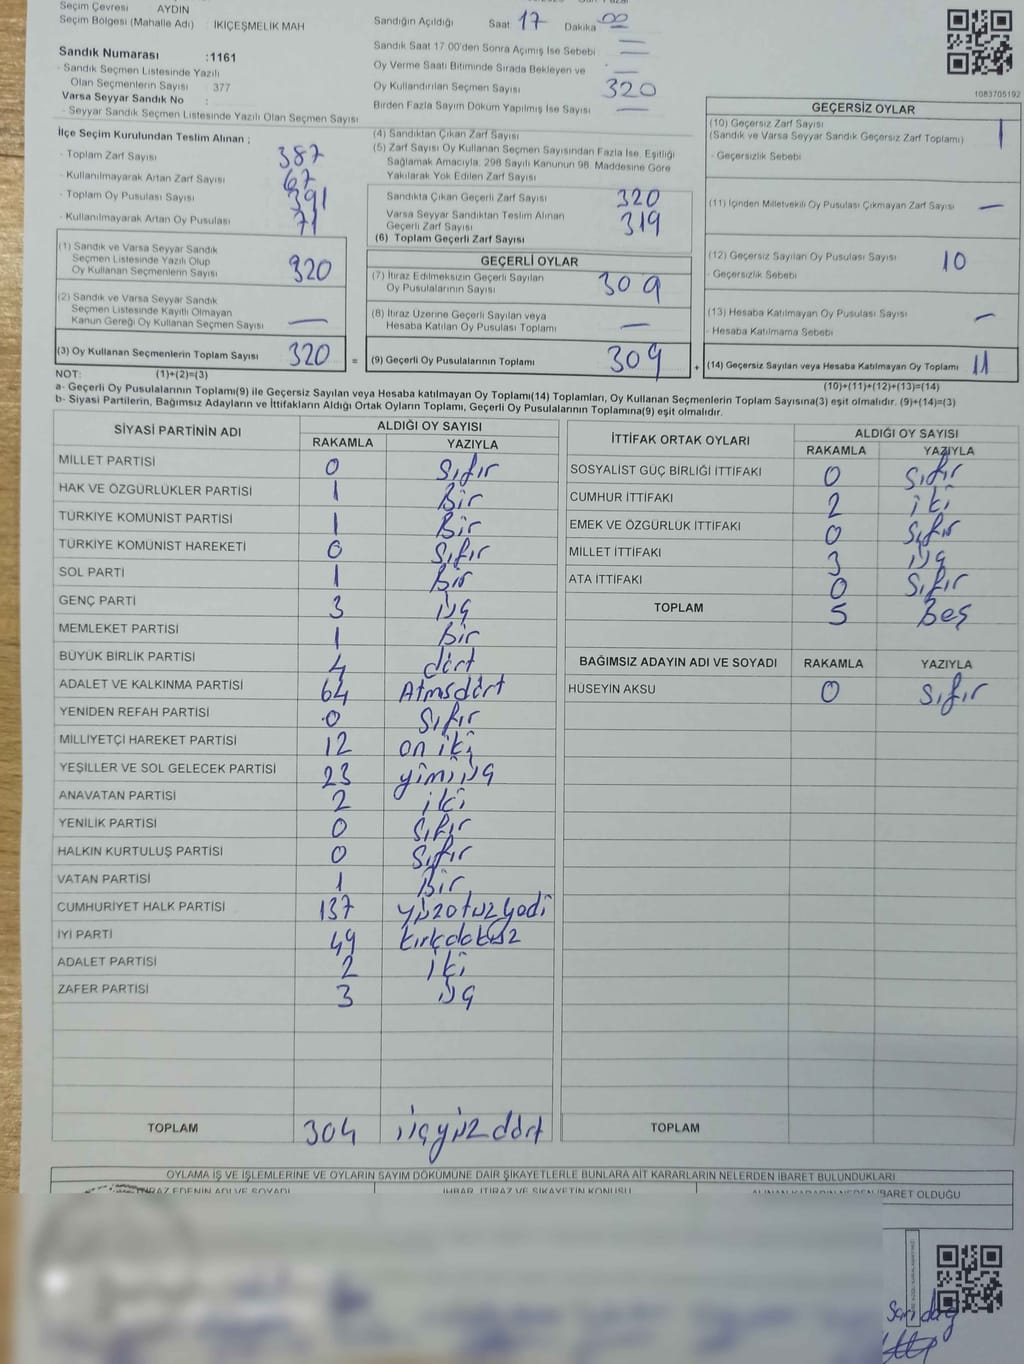 Seçim Çevresi AYDIN
Seçim Bölgesi (Mahalle Adı) : İKİÇEŞMELİK MAH
Sandık Numarası :1161
- Sandık Seçmen Listesinde Yazılı
Olan Seçmenlerin Sayısı 377
Varsa Seyyar Sandık No :
- Seyyar Sandık Seçmen Listesinde Yazılı Olan Seçmen Sayısı
Sandığın Açıldığı Saat 17 Dakika 00
Sandık Saat 17.00'den Sonra Açımış İse Sebebi : —
Oy Verme Saati Bitiminde Sırada Bekleyen ve —
Oy Kullandırılan Seçmen Sayısı 320
Birden Fazla Sayım Döküm Yapılmış İse Sayısı —
1083705192
İlçe Seçim Kurulundan Teslim Alınan ;
- Toplam Zarf Sayısı 387
- Kullanılmayarak Artan Zarf Sayısı 67
- Toplam Oy Pusulası Sayısı 391
- Kullanılmayarak Artan Oy Pusulası 71
(4) Sandıktan Çıkan Zarf Sayısı
(5) Zarf Sayısı Oy Kullanan Seçmen Sayısından Fazla İse, Eşitliği
Sağlamak Amacıyla, 298 Sayılı Kanunun 98. Maddesine Göre
Yakılarak Yok Edilen Zarf Sayısı
Sandıkta Çıkan Geçerli Zarf Sayısı 320
Varsa Seyyar Sandıktan Teslim Alınan
Geçerli Zarf Sayısı 319
(6) Toplam Geçerli Zarf Sayısı
GEÇERSİZ OYLAR
(10) Geçersiz Zarf Sayısı 1
(Sandık ve Varsa Seyyar Sandık Geçersiz Zarf Toplamı)
- Geçersizlik Sebebi
(11) İçinden Milletvekili Oy Pusulası Çıkmayan Zarf Sayısı —
(12) Geçersiz Sayılan Oy Pusulası Sayısı 10
- Geçersizlik Sebebi
(13) Hesaba Katılmayan Oy Pusulası Sayısı —
- Hesaba Katılmama Sebebi
(14) Geçersiz Sayılan veya Hesaba Katılmayan Oy Toplamı 11
(1) Sandık ve Varsa Seyyar Sandık
Seçmen Listesinde Yazılı Olup
Oy Kullanan Seçmenlerin Sayısı 320
(2) Sandık ve Varsa Seyyar Sandık
Seçmen Listesinde Kayıtlı Olmayan
Kanun Gereği Oy Kullanan Seçmen Sayısı —
(3) Oy Kullanan Seçmenlerin Toplam Sayısı 320 =
GEÇERLİ OYLAR
(7) İtiraz Edilmeksizin Geçerli Sayılan
Oy Pusulalarının Sayısı 309
(8) İtiraz Üzerine Geçerli Sayılan veya
Hesaba Katılan Oy Pusulası Toplamı —
(9) Geçerli Oy Pusulalarının Toplamı 309 +
NOT: (1)+(2)=(3) (10)+(11)+(12)+(13)=(14)
a- Geçerli Oy Pusulalarının Toplamı(9) ile Geçersiz Sayılan veya Hesaba katılmayan Oy Toplamı(14) Toplamları, Oy Kullanan Seçmenlerin Toplam Sayısına(3) eşit olmalıdır. (9)+(14)=(3)
b- Siyasi Partilerin, Bağımsız Adayların ve İttifakların Aldığı Ortak Oyların Toplamı, Geçerli Oy Pusulalarının Toplamına(9) eşit olmalıdır.
SİYASİ PARTİNİN ADI ALDIĞI OY SAYISI
RAKAMLA YAZIYLA
MİLLET PARTİSİ 0 Sıfır
HAK VE ÖZGÜRLÜKLER PARTİSİ 1 Bir
TÜRKİYE KOMÜNİST PARTİSİ 1 Bir
TÜRKİYE KOMÜNİST HAREKETİ 0 Sıfır
SOL PARTİ 1 Bir
GENÇ PARTİ 3 üç
MEMLEKET PARTİSİ 1 Bir
BÜYÜK BİRLİK PARTİSİ 4 dört
ADALET VE KALKINMA PARTİSİ 64 Atmsdört
YENİDEN REFAH PARTİSİ 0 Sıfır
MİLLİYETÇİ HAREKET PARTİSİ 12 on iki
YEŞİLLER VE SOL GELECEK PARTİSİ 23 yimi üç
ANAVATAN PARTİSİ 2 iki
YENİLİK PARTİSİ 0 Sıfır
HALKIN KURTULUŞ PARTİSİ 0 Sıfır
VATAN PARTİSİ 1 Bir
CUMHURİYET HALK PARTİSİ 137 yüzotuzyedi
İYİ PARTİ 49 kırkdokuz
ADALET PARTİSİ 2 iki
ZAFER PARTİSİ 3 üç
TOPLAM 304 üçyüz dört
İTTİFAK ORTAK OYLARI ALDIĞI OY SAYISI
RAKAMLA YAZIYLA
SOSYALİST GÜÇ BİRLİĞİ İTTİFAKI 0 Sıfır
CUMHUR İTTİFAKI 2 iki
EMEK VE ÖZGÜRLÜK İTTİFAKI 0 Sıfır
MİLLET İTTİFAKI 3 üç
ATA İTTİFAKI 0 Sıfır
TOPLAM 5 Beş
BAĞIMSIZ ADAYIN ADI VE SOYADI RAKAMLA YAZIYLA
HÜSEYİN AKSU 0 Sıfır
TOPLAM
OYLAMA İŞ VE İŞLEMLERİNE VE OYLARIN SAYIM DÖKÜMÜNE DAİR ŞİKAYETLERLE BUNLARA AİT KARARLARIN NELERDEN İBARET BULUNDUKLARI
İHBAR, İTİRAZ VE ŞİKAYETİN KONUSU
İBARET OLDUĞU